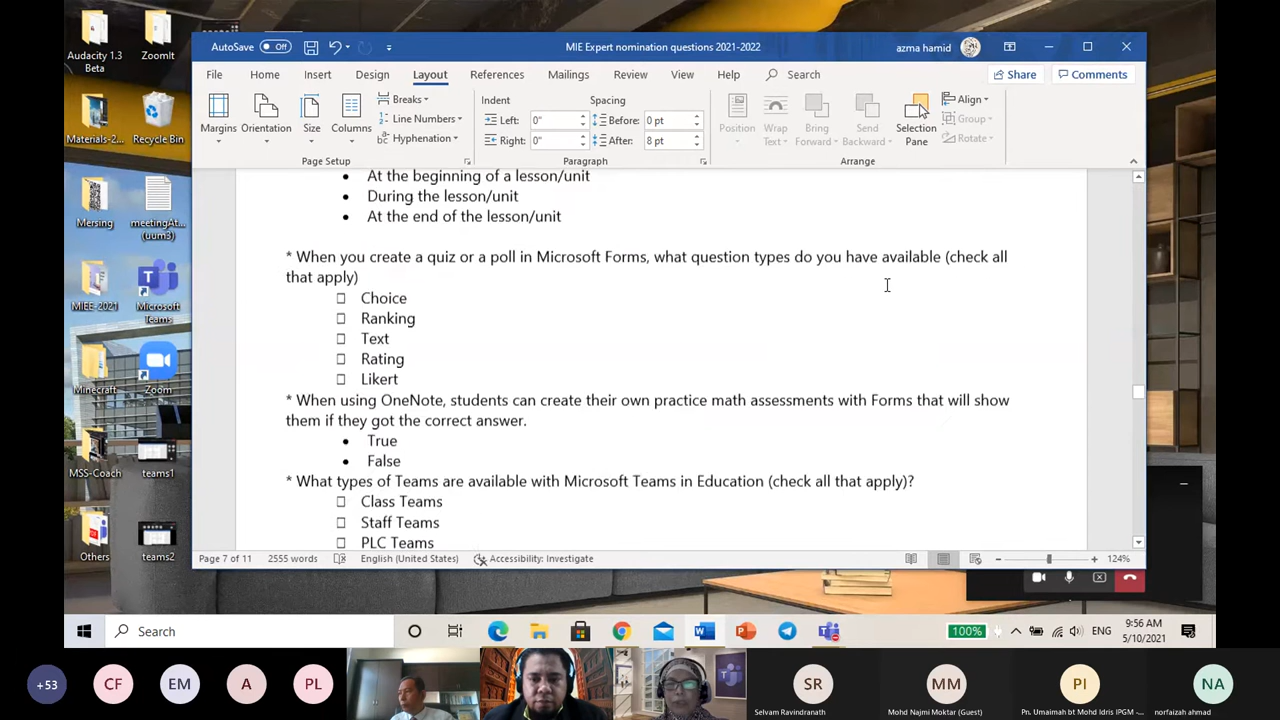 Audacity 1.3
Beta
ZoomIt
Materials-2...
Recycle Bin
Mersing
meetingAt...
(uum3)
MIEE-2021
Microsoft
Teams
Minecraft
Zoom
MSS-Coach
teams1
Others
teams2
AutoSave
Off
MIE Expert nomination questions 2021-2022
azma hamid
File
Home
Insert
Design
Layout
References
Mailings
Review
View
Help
Search
Share
Comments
Margins
Orientation
Size
Columns
Breaks
Line Numbers
Hyphenation
Page Setup
Indent
Left:
0"
Right:
0"
Spacing
Before:
0 pt
After:
8 pt
Paragraph
Position
Wrap
Text
Bring
Forward
Send
Backward
Selection
Pane
Align
Group
Rotate
Arrange
At the beginning of a lesson/unit
During the lesson/unit
At the end of the lesson/unit
* When you create a quiz or a poll in Microsoft Forms, what question types do you have available (check all
that apply)
Choice
Ranking
Text
Rating
Likert
* When using OneNote, students can create their own practice math assessments with Forms that will show
them if they got the correct answer.
True
False
* What types of Teams are available with Microsoft Teams in Education (check all that apply)?
Class Teams
Staff Teams
PLC Teams
Page 7 of 11
2555 words
English (United States)
Accessibility: Investigate
124%
Search
100%
ENG
9:56 AM
5/10/2021
+53
CF
EM
A
PL
SR
Selvam Ravindranath
MM
Mohd Najmi Moktar (Guest)
PI
Pn. Umaimah bt Mohd Idris IPGM -...
NA
norfaizah ahmad